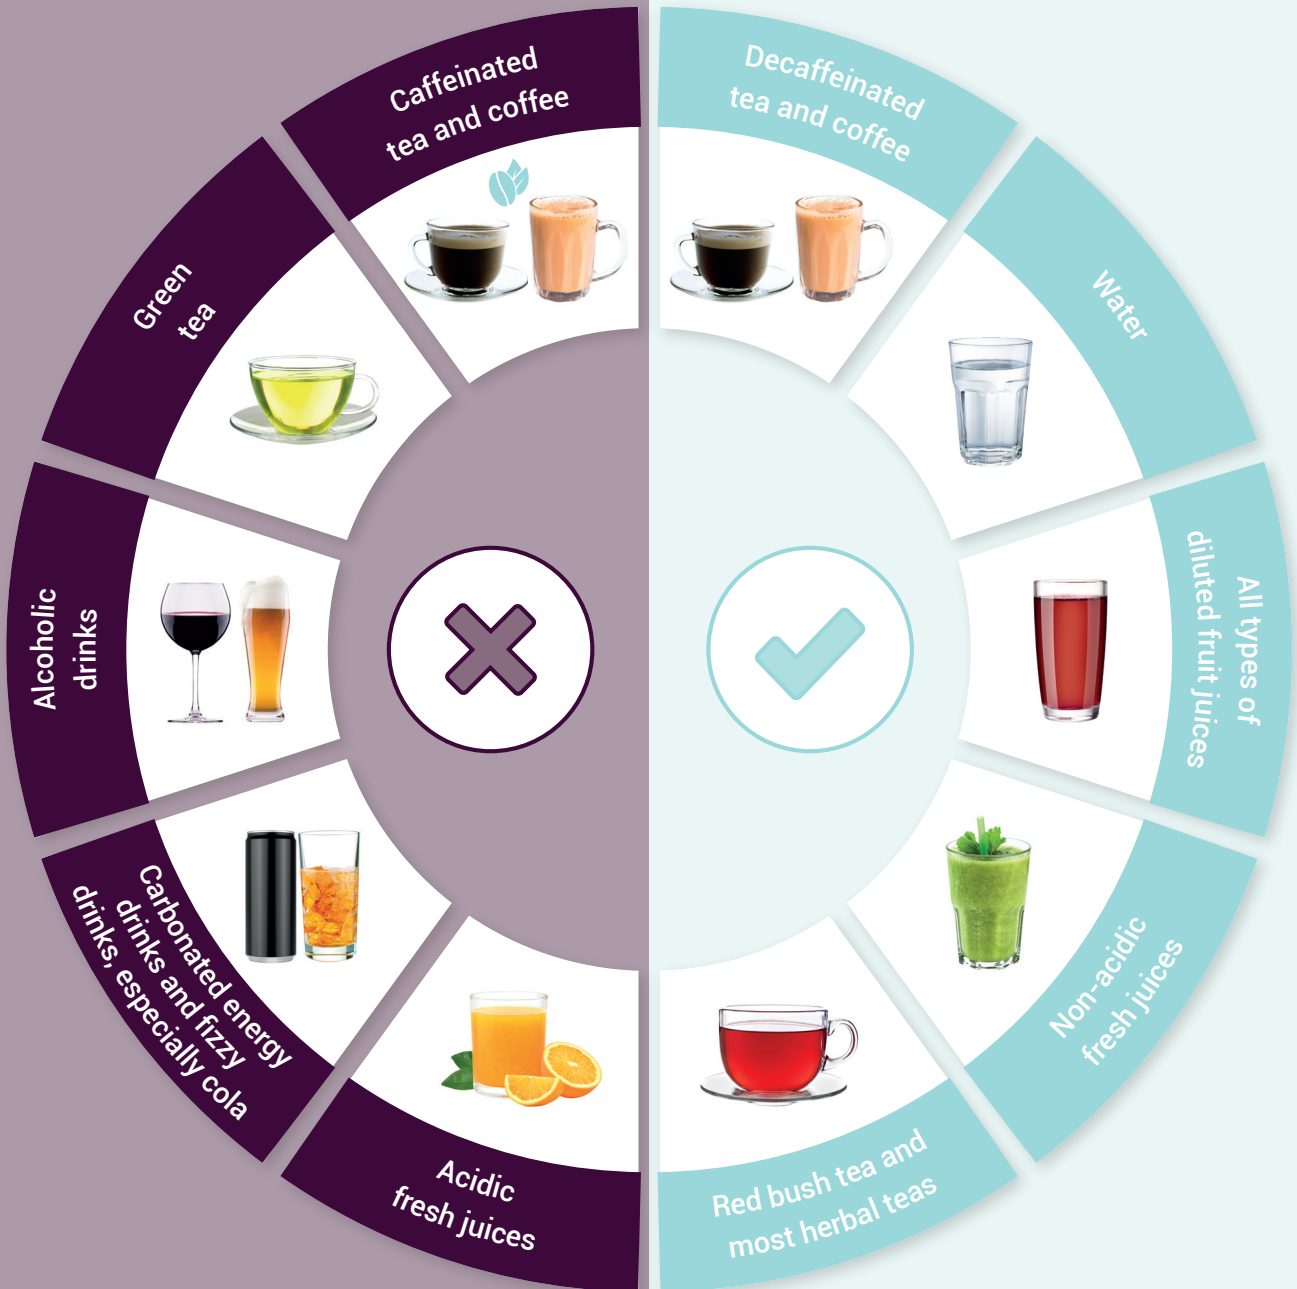 Caffeinated
tea and coffee
Green
tea
Alcoholic
drinks
Carbonated energy
drinks and fizzy
drinks, especially cola
Acidic
fresh juices
Decaffeinated
tea and coffee
Water
All types of
diluted fruit juices
Non-acidic
fresh juices
Red bush tea and
most herbal teas